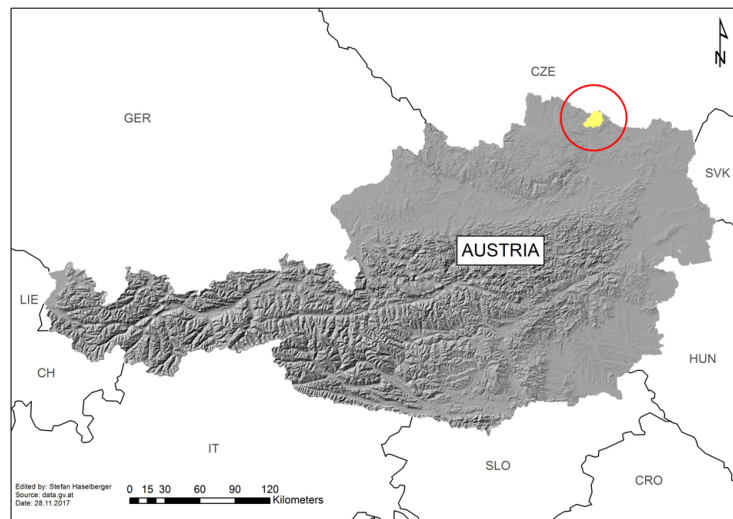 CZE
N
GER
SVK
AUSTRIA
LIE
CH
HUN
IT
SLO
CRO
Edited by: Stefan Haselberger
Source: data.gv.at
Date: 28.11.2017
0 15 30 60 90 120
Kilometers